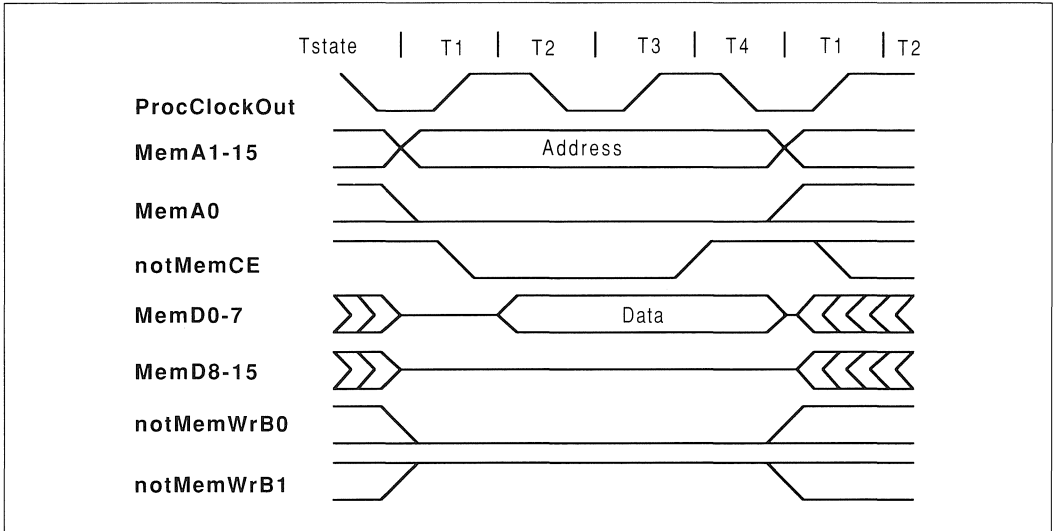 Tstate | T1 | T2 | T3 | T4 | T1 | T2
ProcClockOut
MemA1-15 Address
MemA0
notMemCE
MemD0-7 Data
MemD8-15
notMemWrB0
notMemWrB1